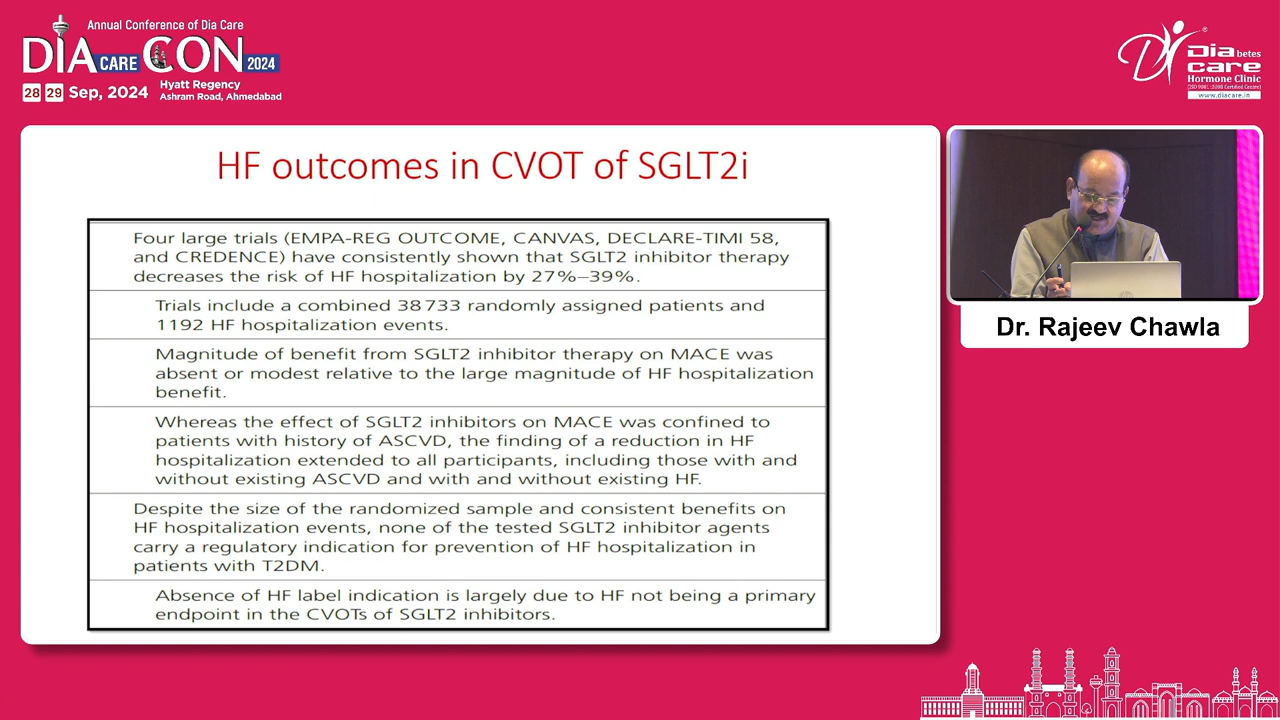 Annual Conference of Dia Care
DIA CARE CON 2024
28 29 Sep, 2024
Hyatt Regency
Ashram Road, Ahmedabad
Diabetes
care
Hormone Clinic
(ISO 9001 :2008 Certified Centre)
www.diacare.in
HF outcomes in CVOT of SGLT2i
Four large trials (EMPA-REG OUTCOME, CANVAS, DECLARE-TIMI 58,
and CREDENCE) have consistently shown that SGLT2 inhibitor therapy
decreases the risk of HF hospitalization by 27%–39%.
Trials include a combined 38 733 randomly assigned patients and
1192 HF hospitalization events.
Magnitude of benefit from SGLT2 inhibitor therapy on MACE was
absent or modest relative to the large magnitude of HF hospitalization
benefit.
Whereas the effect of SGLT2 inhibitors on MACE was confined to
patients with history of ASCVD, the finding of a reduction in HF
hospitalization extended to all participants, including those with and
without existing ASCVD and with and without existing HF.
Despite the size of the randomized sample and consistent benefits on
HF hospitalization events, none of the tested SGLT2 inhibitor agents
carry a regulatory indication for prevention of HF hospitalization in
patients with T2DM.
Absence of HF label indication is largely due to HF not being a primary
endpoint in the CVOTs of SGLT2 inhibitors.
Dr. Rajeev Chawla